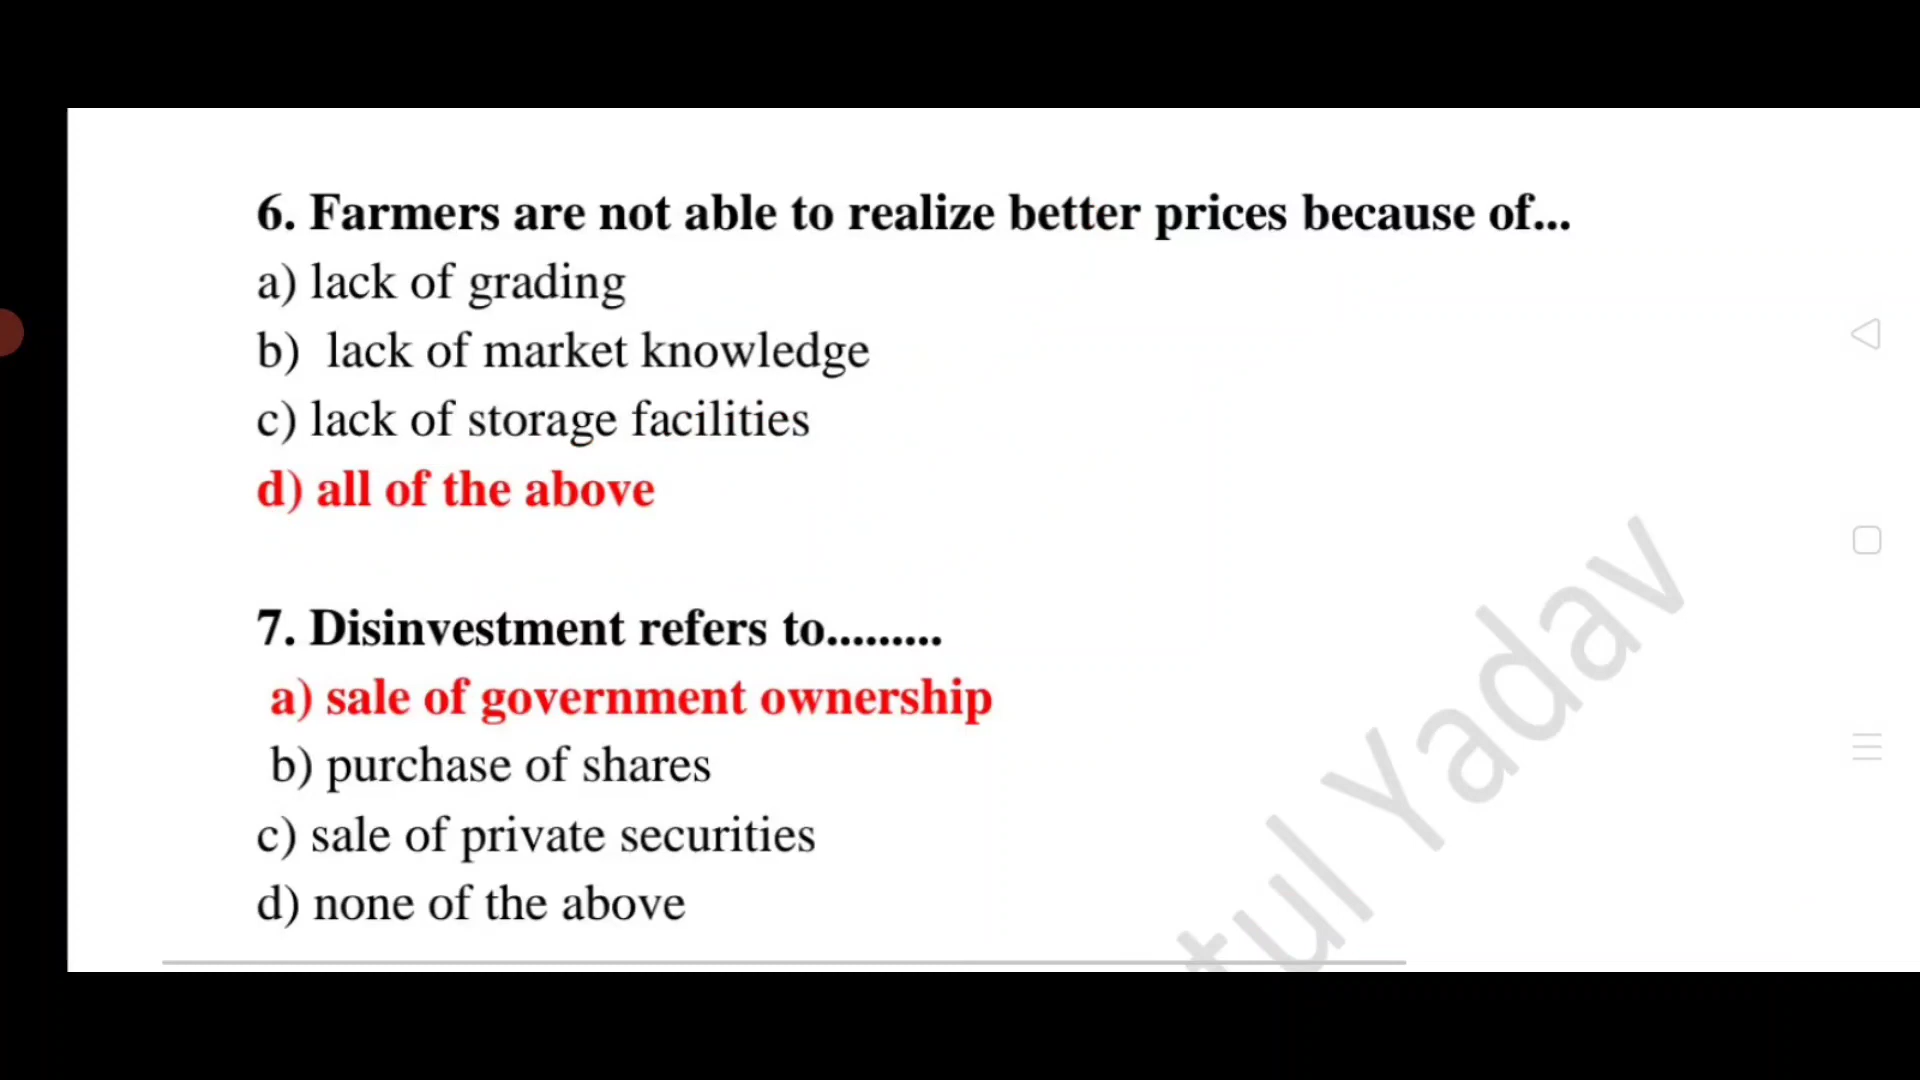 6. Farmers are not able to realize better prices because of...
a) lack of grading
b)  lack of market knowledge
c) lack of storage facilities
d) all of the above
7. Disinvestment refers to.........
a) sale of government ownership
b) purchase of shares
c) sale of private securities
d) none of the above
tul Yadav